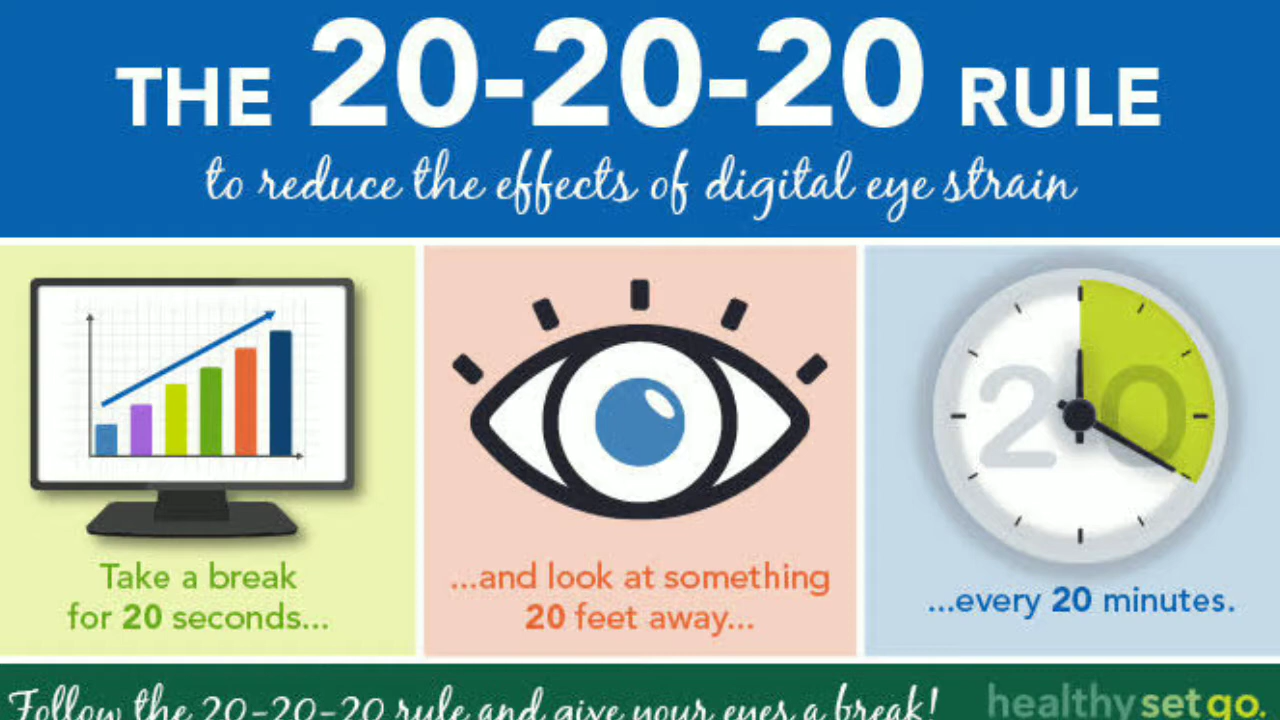 THE 20-20-20 RULE
to reduce the effects of digital eye strain
Take a break
for 20 seconds...
...and look at something
20 feet away...
20
...every 20 minutes.
Follow the 20-20-20 rule and give your eyes a break!
healthysetgo.